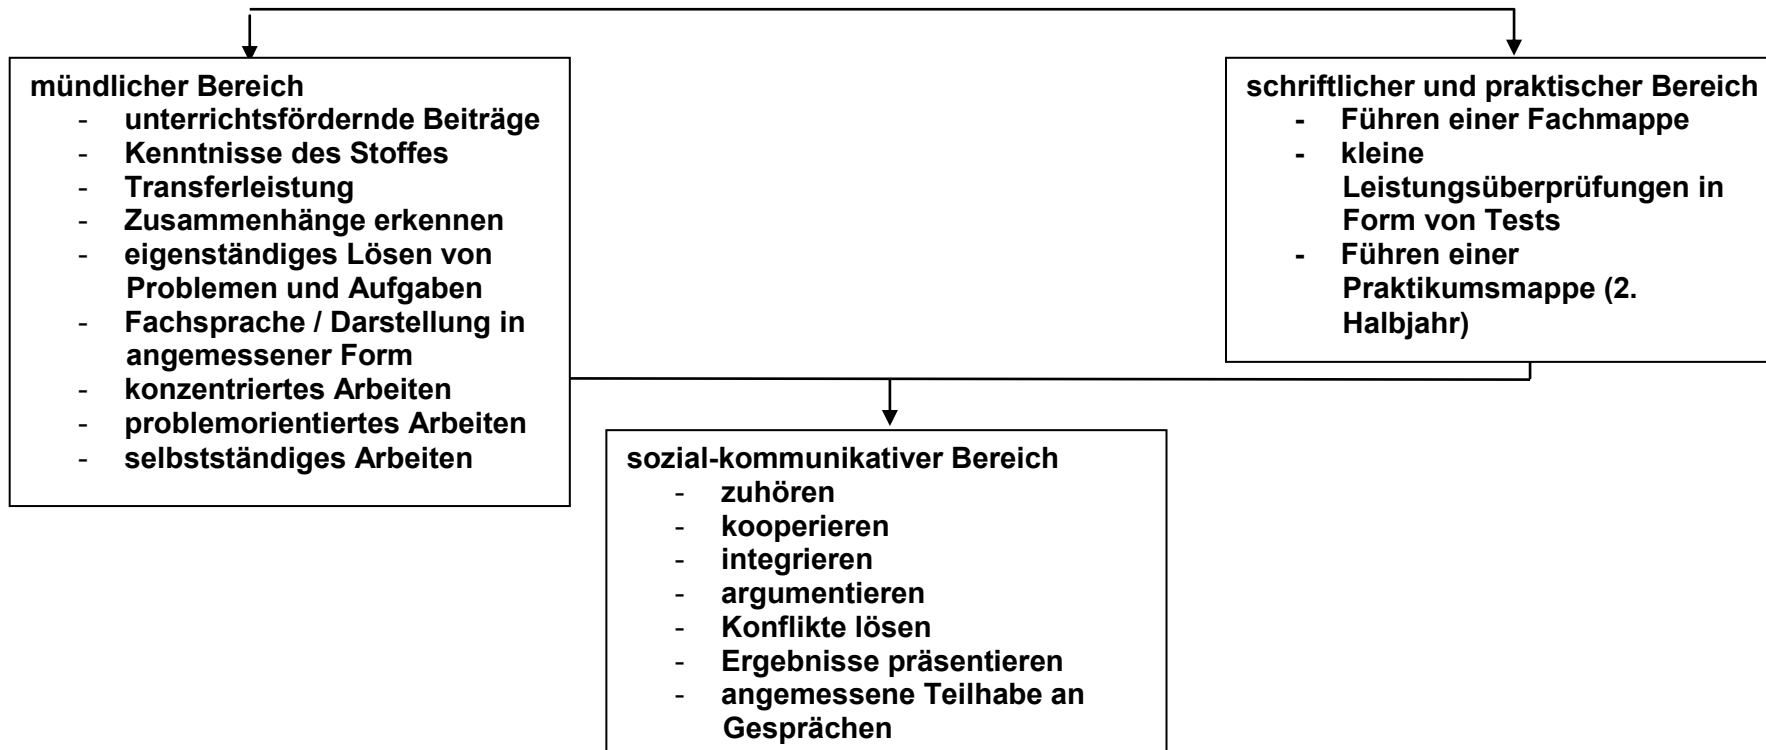 mündlicher Bereich
- unterrichtsfördernde Beiträge
- Kenntnisse des Stoffes
- Transferleistung
- Zusammenhänge erkennen
- eigenständiges Lösen von
Problemen und Aufgaben
- Fachsprache / Darstellung in
angemessener Form
- konzentriertes Arbeiten
- problemorientiertes Arbeiten
- selbstständiges Arbeiten
schriftlicher und praktischer Bereich
- Führen einer Fachmappe
- kleine
Leistungsüberprüfungen in
Form von Tests
- Führen einer
Praktikumsmappe (2.
Halbjahr)
sozial-kommunikativer Bereich
- zuhören
- kooperieren
- integrieren
- argumentieren
- Konflikte lösen
- Ergebnisse präsentieren
- angemessene Teilhabe an
Gesprächen